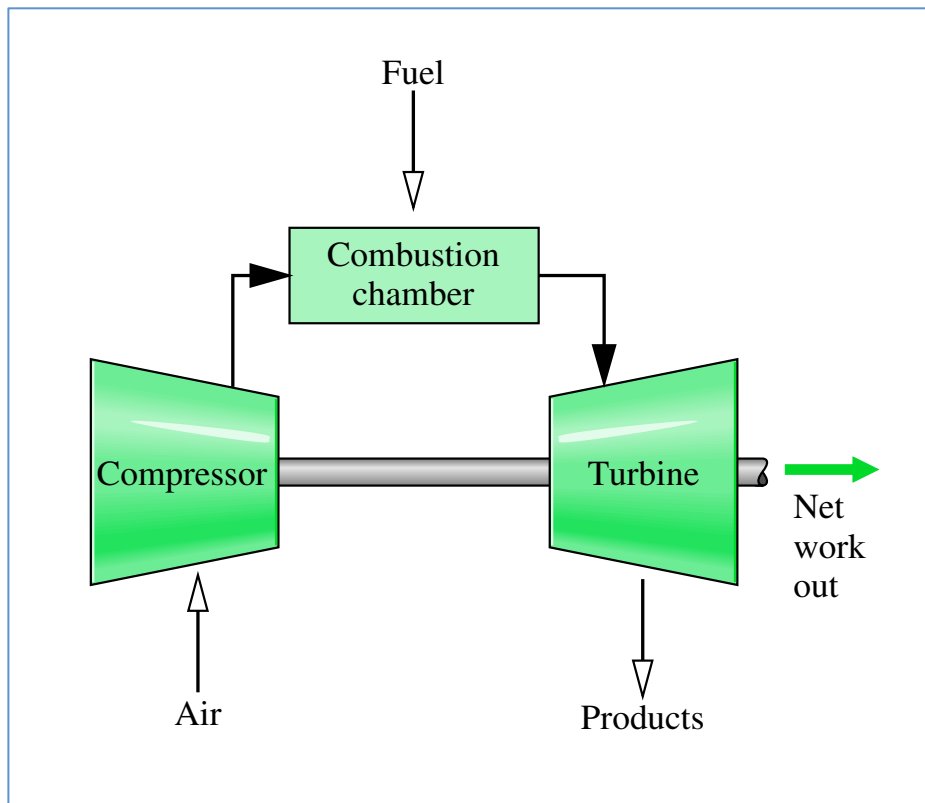 Fuel
Combustion
chamber
Compressor
Turbine
Net
work
out
Air
Products